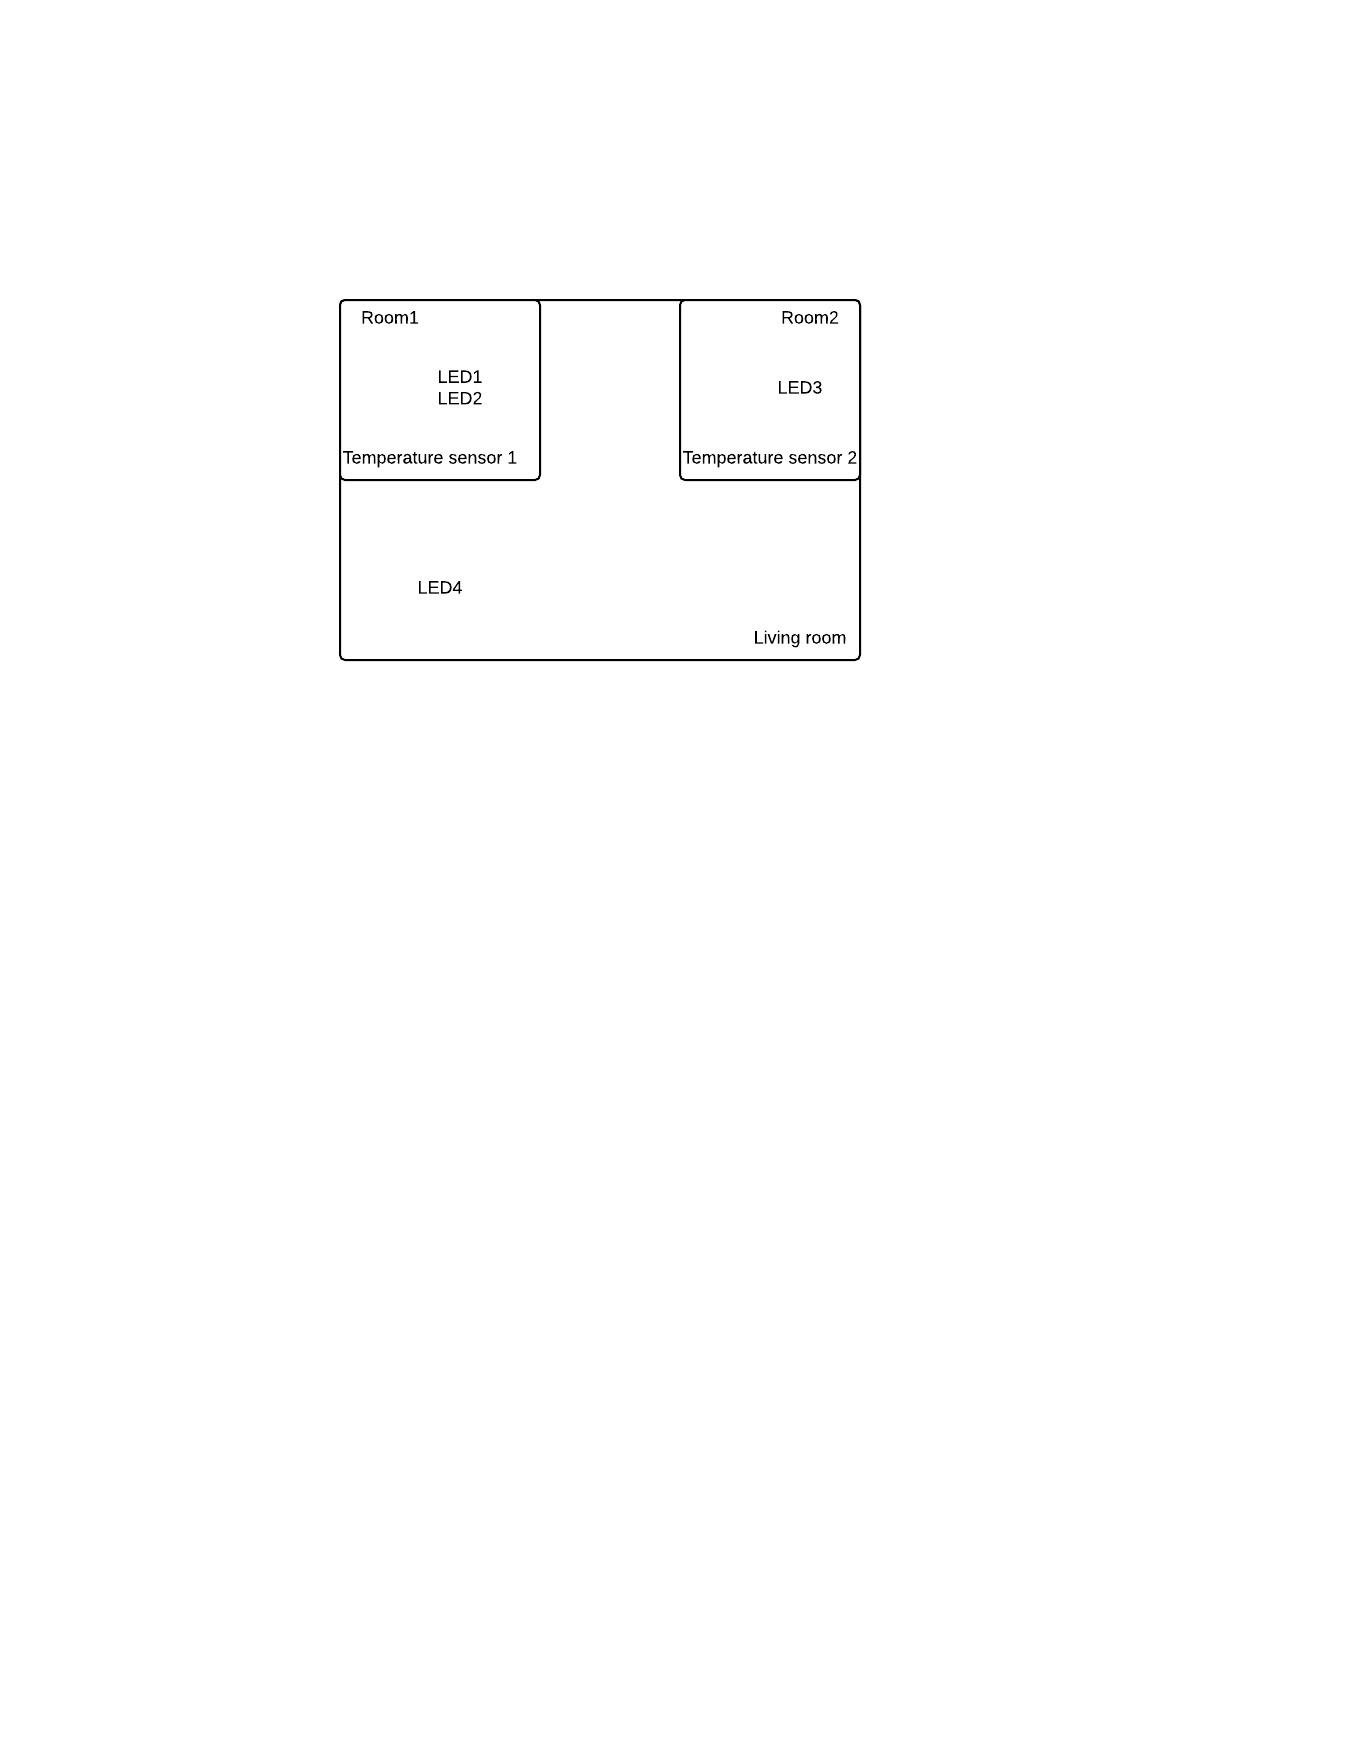 Room1
LED1
LED2
Temperature sensor 1
Room2
LED3
Temperature sensor 2
LED4
Living room